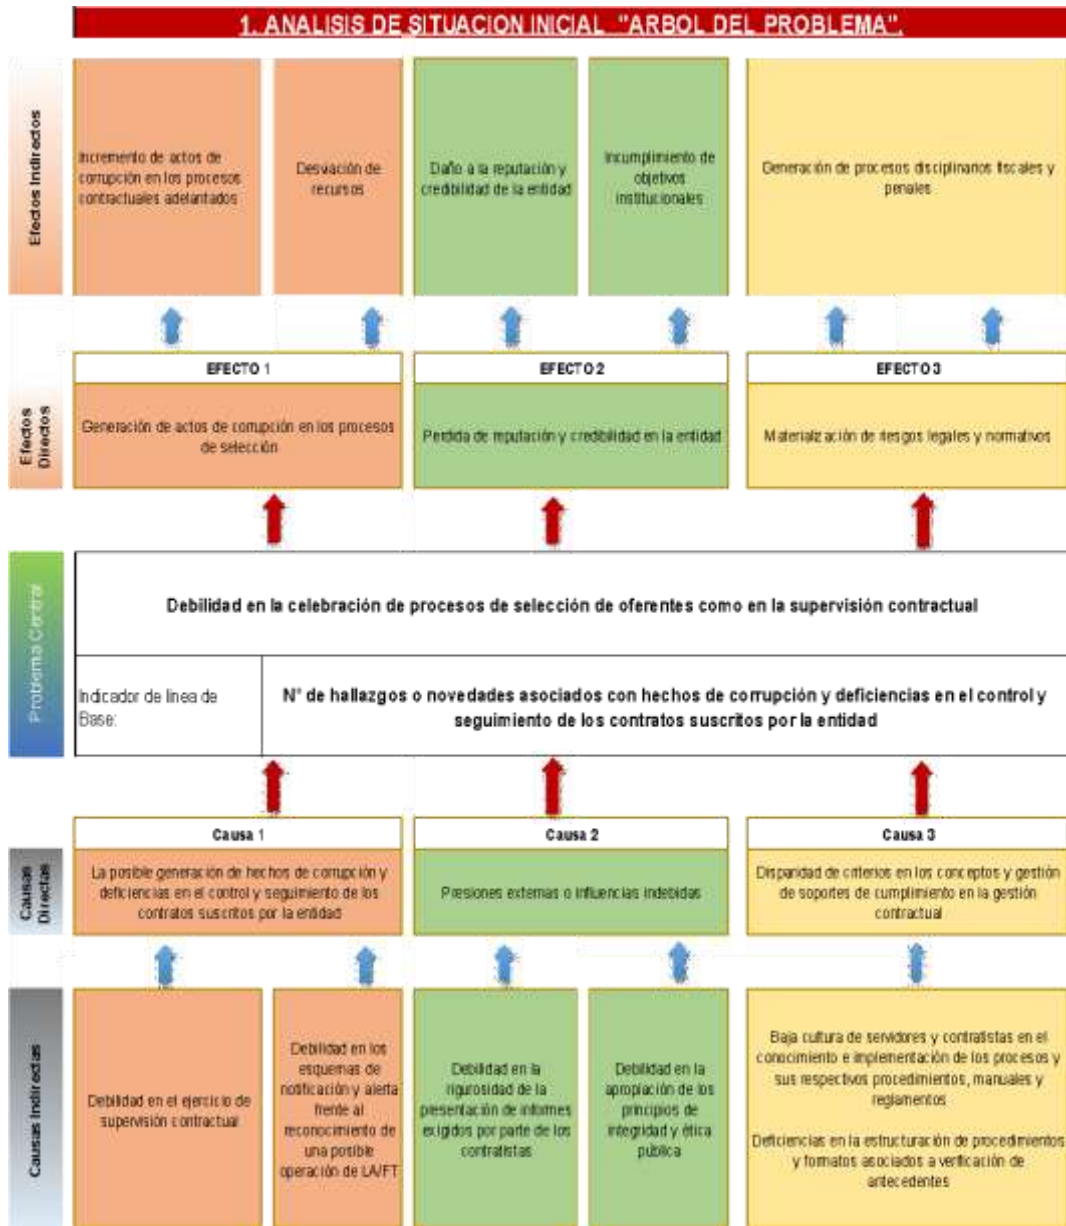 1. ANALISIS DE SITUACION INICIAL "ARBOL DEL PROBLEMA".
Efectos Indirectos
Incremento de actos de
corrupción en los procesos
contractuales adelantados
Desviación de
recursos
Daño a la reputación y
credibilidad de la entidad
Incumplimiento de
objetivos
institucionales
Generación de procesos disciplinarios fiscales y
penales
Efectos
Directos
EFECTO 1
Generación de actos de corrupción en los procesos
de selección
EFECTO 2
Perdida de reputación y credibilidad en la entidad
EFECTO 3
Materialización de riesgos legales y normativos
Problema Central
Debilidad en la celebración de procesos de selección de oferentes como en la supervisión contractual
Indicador de línea de
Base:
N° de hallazgos o novedades asociados con hechos de corrupción y deficiencias en el control y
seguimiento de los contratos suscritos por la entidad
Causas
Directas
Causa 1
La posible generación de hechos de corrupción y
deficiencias en el control y seguimiento de los
contratos suscritos por la entidad
Causa 2
Presiones externas o influencias indebidas
Causa 3
Disparidad de criterios en los conceptos y gestión
de soportes de cumplimiento en la gestión
contractual
Causas Indirectas
Debilidad en el ejercicio de
supervisión contractual
Debilidad en los
esquemas de
notificación y alerta
frente al
reconocimiento de
una posible
operación de LA/FT
Debilidad en la
rigurosidad de la
presentación de informes
exigidos por parte de los
contratistas
Debilidad en la
apropiación de los
principios de
integridad y ética
pública
Baja cultura de servidores y contratistas en el
conocimiento e implementación de los procesos y
sus respectivos procedimientos, manuales y
reglamentos
Deficiencias en la estructuración de procedimientos
y formatos asociados a verificación de
antecedentes